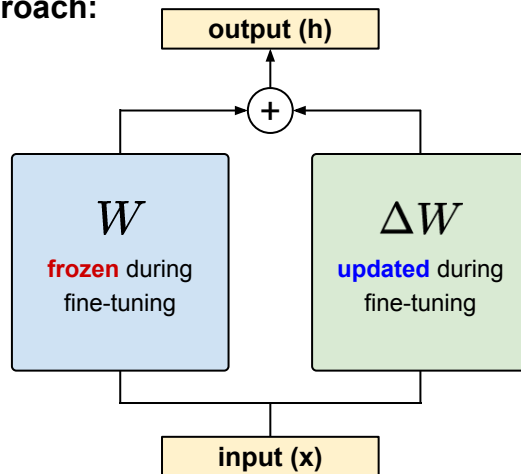 roach:
output (h)
+
W
frozen during
fine-tuning
ΔW
updated during
fine-tuning
input (x)